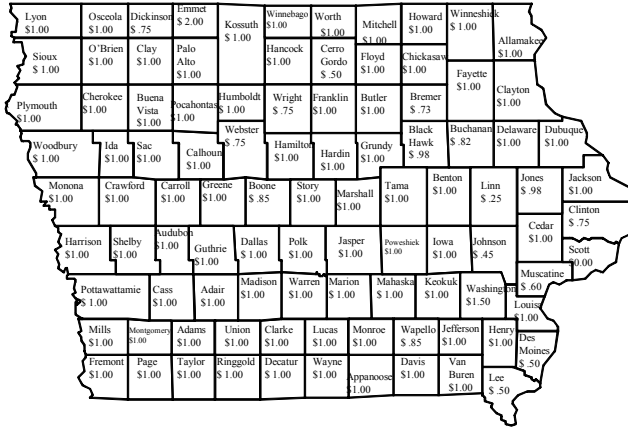 Lyon
$1.00
Osceola
$1.00
Dickinson
$ .75
Emmet
$ 2.00
Kossuth
$ 1.00
Winnebago
$1.00
Worth
$1.00
Mitchell
$1.00
Howard
$1.00
Winneshiek
$ 1.00
Allamakee
$1.00
Sioux
$ 1.00
O'Brien
$1.00
Clay
$1.00
Palo
Alto
$1.00
Hancock
$1.00
Cerro
Gordo
$ .50
Floyd
$1.00
Chickasaw
$1.00
Fayette
$1.00
Clayton
$1.00
Plymouth
$1.00
Cherokee
$1.00
Buena
Vista
$1.00
Pocahontas
$1.00
Humboldt
$ 1.00
Wright
$ .75
Franklin
$1.00
Butler
$1.00
Bremer
$ .73
Woodbury
$ 1.00
Ida
$1.00
Sac
$1.00
Calhoun
$1.00
Webster
$ .75
Hamilton
$1.00
Hardin
$1.00
Grundy
$1.00
Black
Hawk
$ .98
Buchanan
$ .82
Delaware
$1.00
Dubuque
$1.00
Monona
$1.00
Crawford
$1.00
Carroll
$1.00
Greene
$1.00
Boone
$ .85
Story
$1.00
Marshall
$1.00
Tama
$1.00
Benton
$1.00
Linn
$ .25
Jones
$ .98
Jackson
$1.00
Clinton
$ .75
Harrison
$1.00
Shelby
$1.00
Audubon
$1.00
Guthrie
$1.00
Dallas
$1.00
Polk
$1.00
Jasper
$1.00
Poweshiek
$1.00
Iowa
$1.00
Johnson
$ .45
Cedar
$1.00
Scott
$0.00
Muscatine
$ .60
Pottawattamie
$ 1.00
Cass
$1.00
Adair
$1.00
Madison
$1.00
Warren
$1.00
Marion
$1.00
Mahaska
$ 1.00
Keokuk
$1.00
Washington
$1.50
Louisa
$1.00
Mills
$1.00
Montgomery
$1.00
Adams
$1.00
Union
$1.00
Clarke
$1.00
Lucas
$1.00
Monroe
$1.00
Wapello
$ .85
Jefferson
$1.00
Henry
$1.00
Des
Moines
$ .50
Fremont
$1.00
Page
$1.00
Taylor
$1.00
Ringgold
$ 1.00
Decatur
$ 1.00
Wayne
$1.00
Appanoose
$1.00
Davis
$1.00
Van
Buren
$1.00
Lee
$ .50